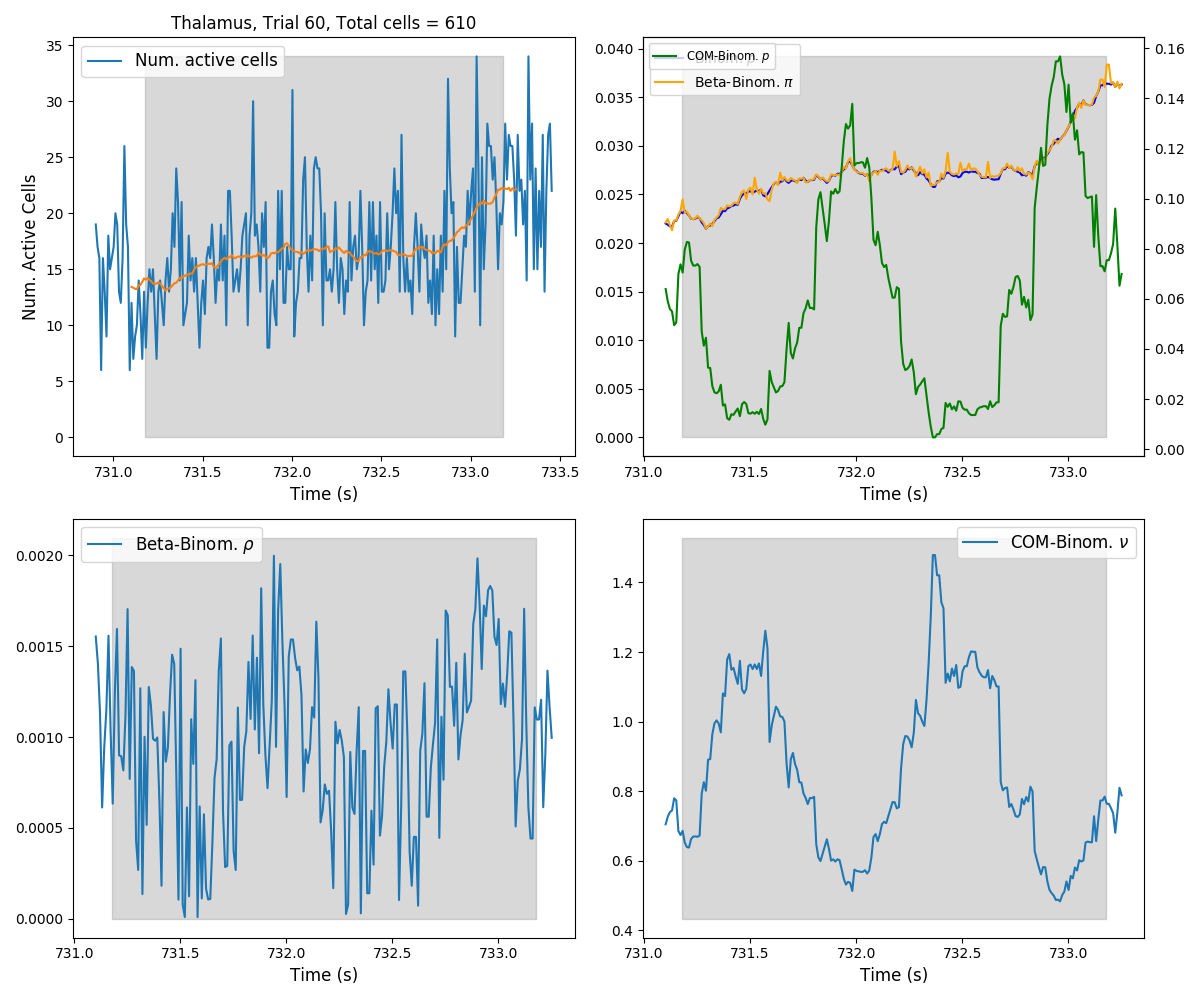 Thalamus, Trial 60, Total cells = 610
35
30
25
20
15
10
5
0
Num. Active Cells
Num. active cells
731.0 731.5 732.0 732.5 733.0 733.5
Time (s)
0.040
0.035
0.030
0.025
0.020
0.015
0.010
0.005
0.000
COM-Binom. p
Beta-Binom. π
0.16
0.14
0.12
0.10
0.08
0.06
0.04
0.02
0.00
731.0 731.5 732.0 732.5 733.0
Time (s)
0.0020
0.0015
0.0010
0.0005
0.0000
Beta-Binom. ρ
731.0 731.5 732.0 732.5 733.0
Time (s)
1.4
1.2
1.0
0.8
0.6
0.4
COM-Binom. ν
731.0 731.5 732.0 732.5 733.0
Time (s)